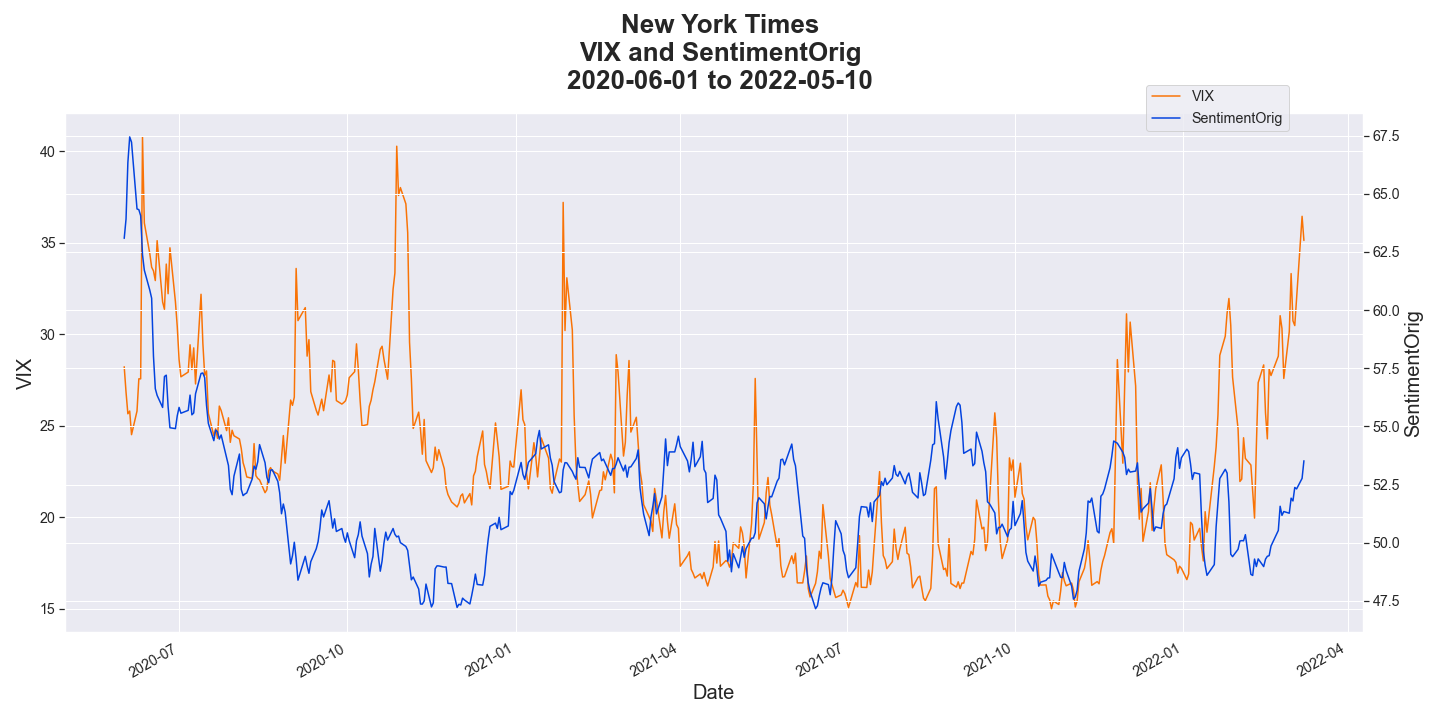 New York Times
VIX and SentimentOrig
2020-06-01 to 2022-05-10
VIX
SentimentOrig
40
35
30
25
20
15
VIX
67.5
65.0
62.5
60.0
57.5
55.0
52.5
50.0
47.5
SentimentOrig
2020-07
2020-10
2021-01
2021-04
2021-07
2021-10
2022-01
2022-04
Date